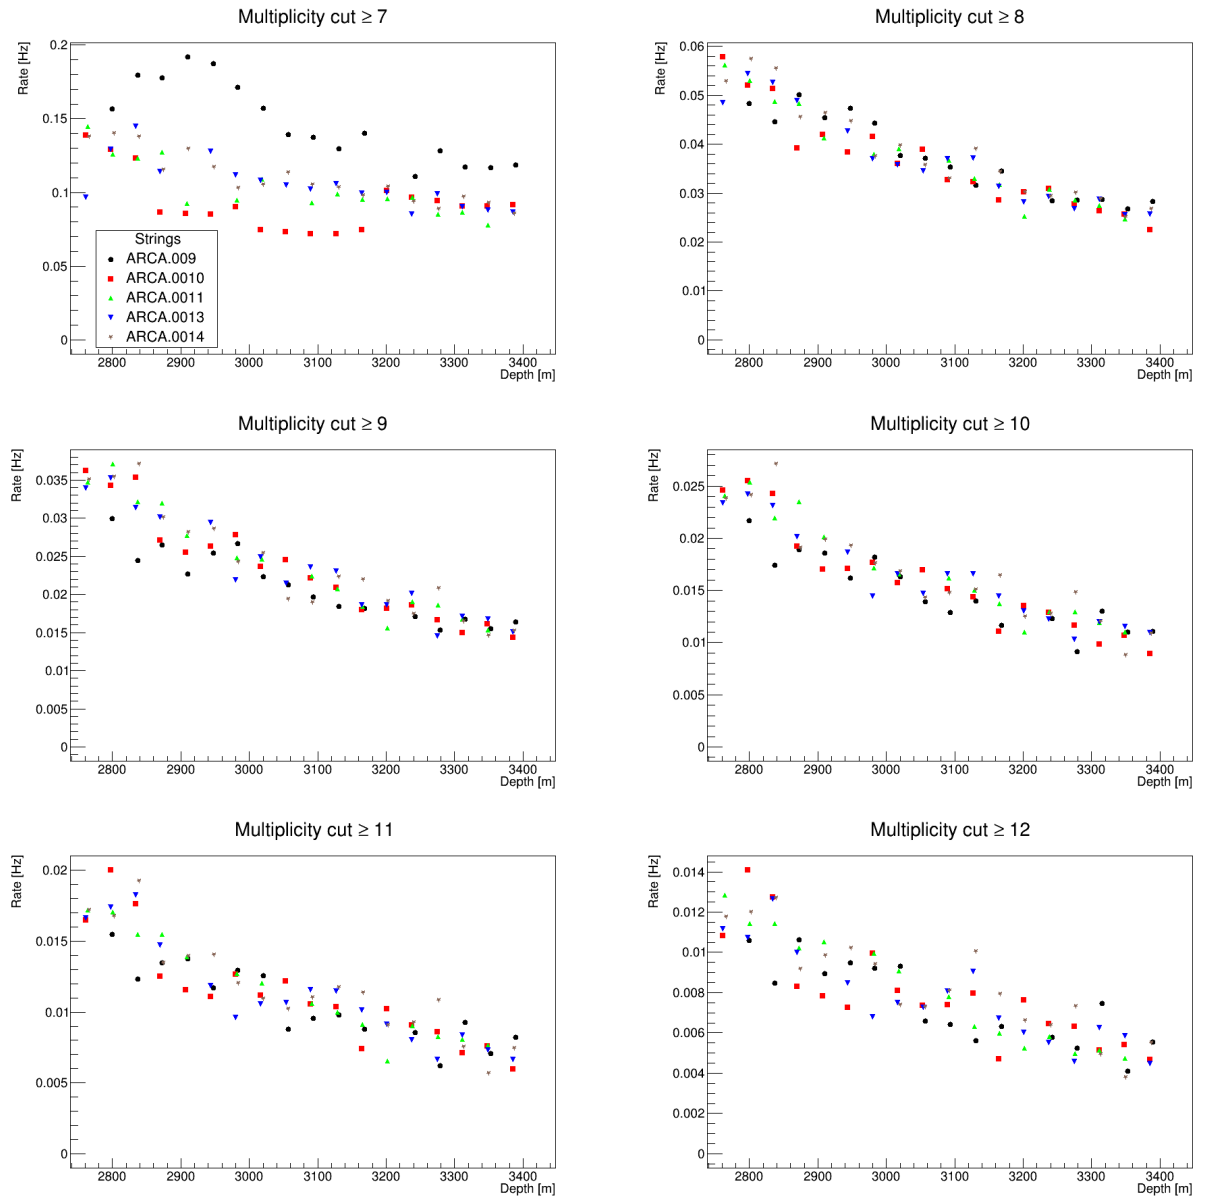 Multiplicity cut ≥ 7
Rate [Hz]
0.2
0.15
0.1
0.05
0
Strings
ARCA.009
ARCA.0010
ARCA.0011
ARCA.0013
ARCA.0014
2800 2900 3000 3100 3200 3300 3400
Depth [m]
Multiplicity cut ≥ 8
Rate [Hz]
0.06
0.05
0.04
0.03
0.02
0.01
0
2800 2900 3000 3100 3200 3300 3400
Depth [m]
Multiplicity cut ≥ 9
Rate [Hz]
0.035
0.03
0.025
0.02
0.015
0.01
0.005
0
2800 2900 3000 3100 3200 3300 3400
Depth [m]
Multiplicity cut ≥ 10
Rate [Hz]
0.025
0.02
0.015
0.01
0.005
0
2800 2900 3000 3100 3200 3300 3400
Depth [m]
Multiplicity cut ≥ 11
Rate [Hz]
0.02
0.015
0.01
0.005
0
2800 2900 3000 3100 3200 3300 3400
Depth [m]
Multiplicity cut ≥ 12
Rate [Hz]
0.014
0.012
0.01
0.008
0.006
0.004
0.002
0
2800 2900 3000 3100 3200 3300 3400
Depth [m]